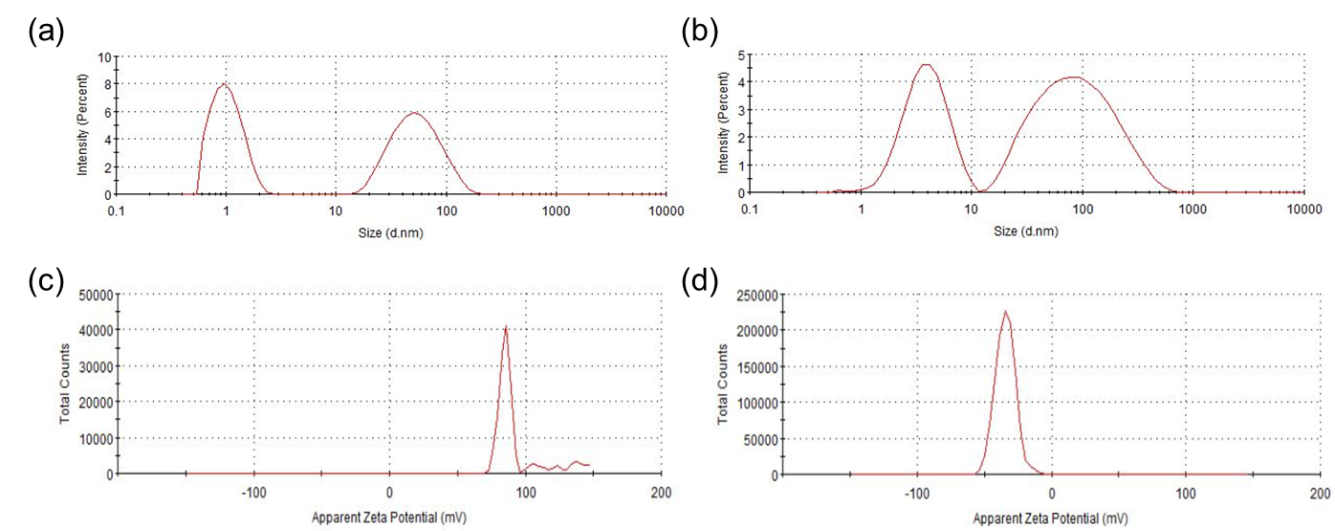 (a)
Intensity (Percent)
10
8
6
4
2
0
0.1 1 10 100 1000 10000
Size (d.nm)
(b)
Intensity (Percent)
5
4
3
2
1
0
0.1 1 10 100 1000 10000
Size (d.nm)
(c)
Total Counts
50000
40000
30000
20000
10000
0
-100 0 100 200
Apparent Zeta Potential (mV)
(d)
Total Counts
250000
200000
150000
100000
50000
0
-100 0 100 200
Apparent Zeta Potential (mV)